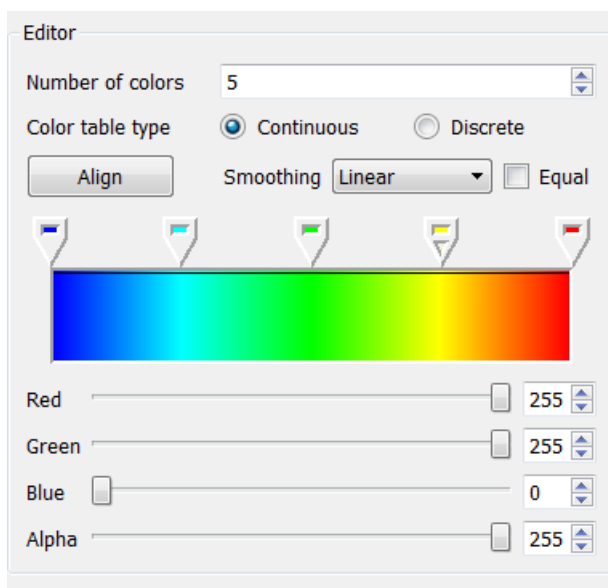 Editor
Number of colors 5
Color table type Continuous Discrete
Align Smoothing Linear Equal
Red 255
Green 255
Blue 0
Alpha 255